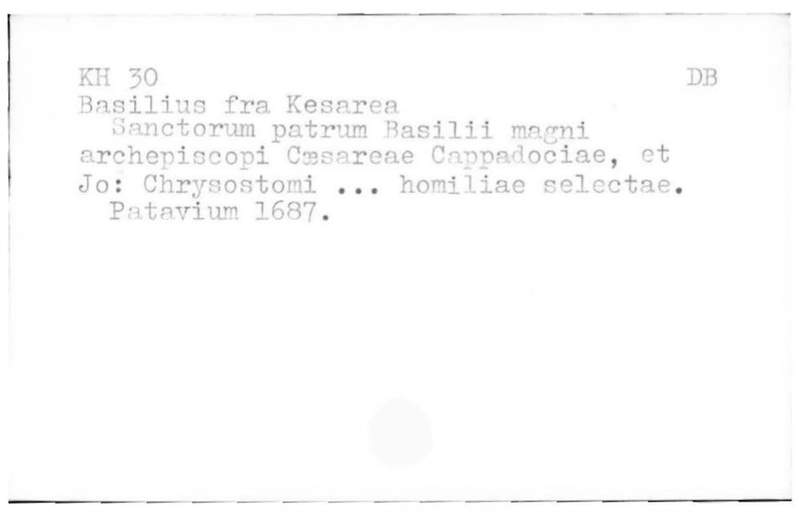 KH 30 DB
Basilius fra Kesarea
Sanctorum patrum Basilii magni
archepiscopi Cæsareae Cappadociae, et
Jo: Chrysostomi ... homiliae selectae.
Patavium 1687.